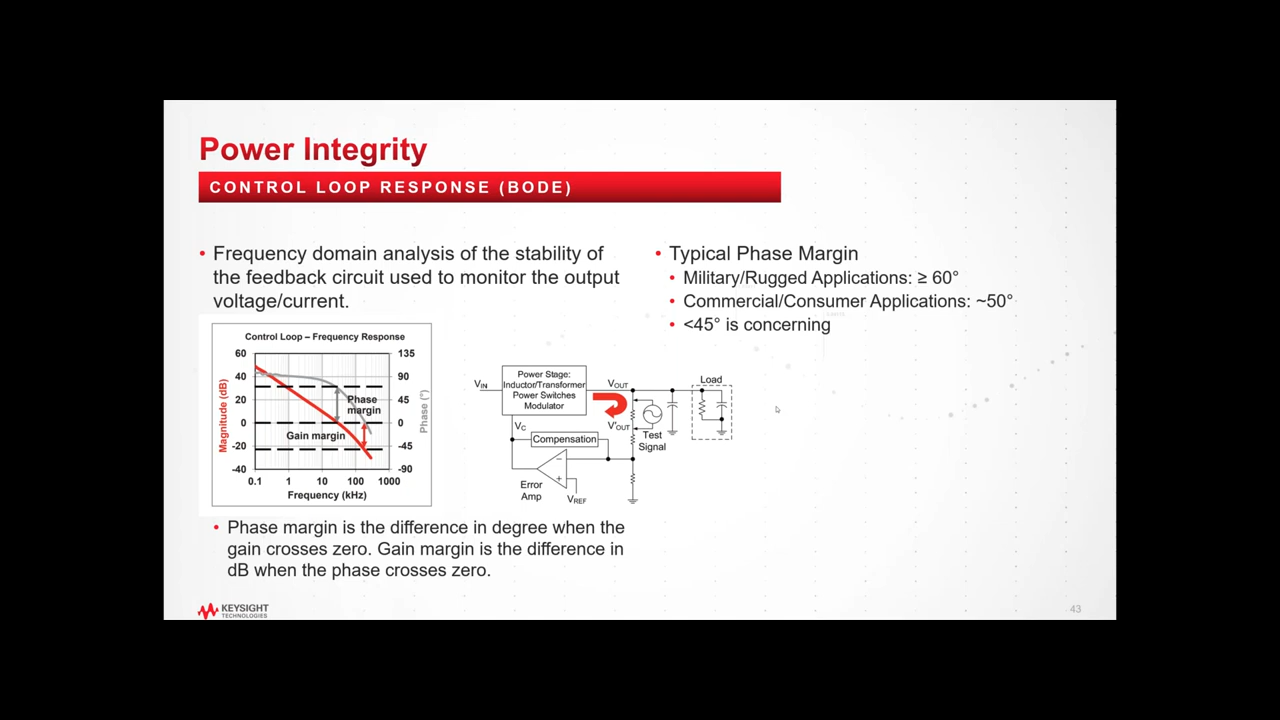 Power Integrity
CONTROL LOOP RESPONSE (BODE)
• Frequency domain analysis of the stability of
the feedback circuit used to monitor the output
voltage/current.
• Typical Phase Margin
• Military/Rugged Applications: ≥ 60°
• Commercial/Consumer Applications: ~50°
• <45° is concerning
Control Loop – Frequency Response
Magnitude (dB)
60
40
20
0
-20
-40
135
90
45
0
-45
-90
Phase (°)
Phase
margin
Gain margin
0.1 1 10 100 1000
Frequency (kHz)
VIN
Power Stage:
Inductor/Transformer
Power Switches
Modulator
VOUT
Load
V'OUT
VC
Test
Signal
Compensation
−
+
Error
Amp
VREF
• Phase margin is the difference in degree when the
gain crosses zero. Gain margin is the difference in
dB when the phase crosses zero.
KEYSIGHT
TECHNOLOGIES
43